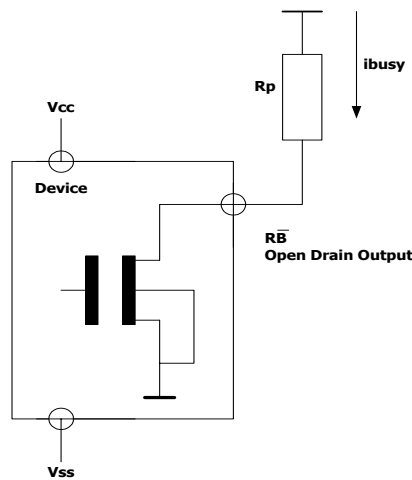 Rp
ibusy
Vcc
Device
RB̅
Open Drain Output
Vss